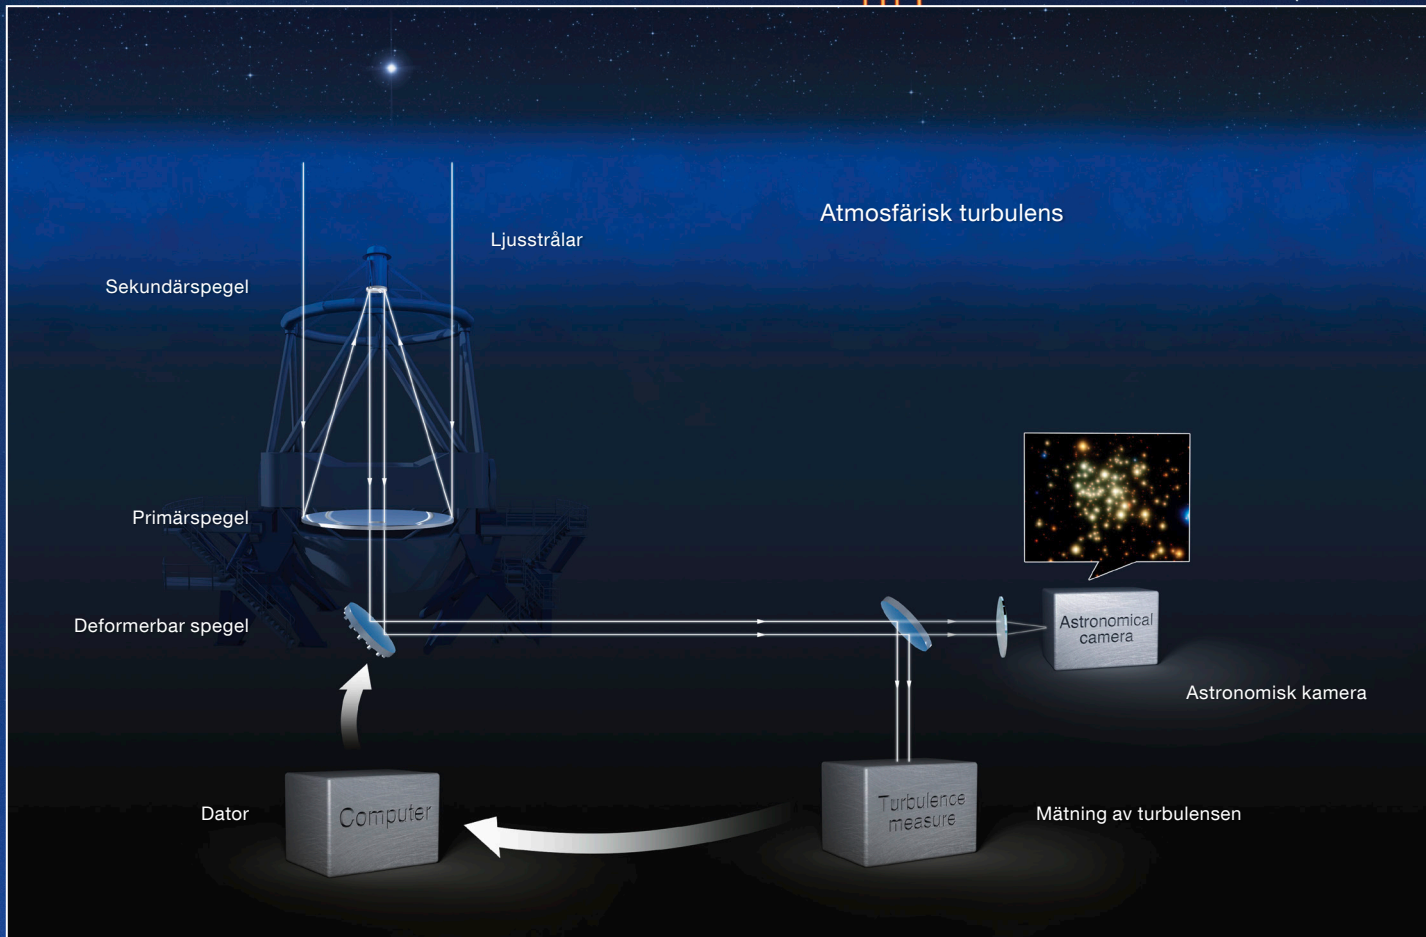 Atmosfärisk turbulens
Ljusstrålar
Sekundärspegel
Primärspegel
Deformerbar spegel
Astronomical
camera
Astronomisk kamera
Dator
Computer
Turbulence
measure
Mätning av turbulensen